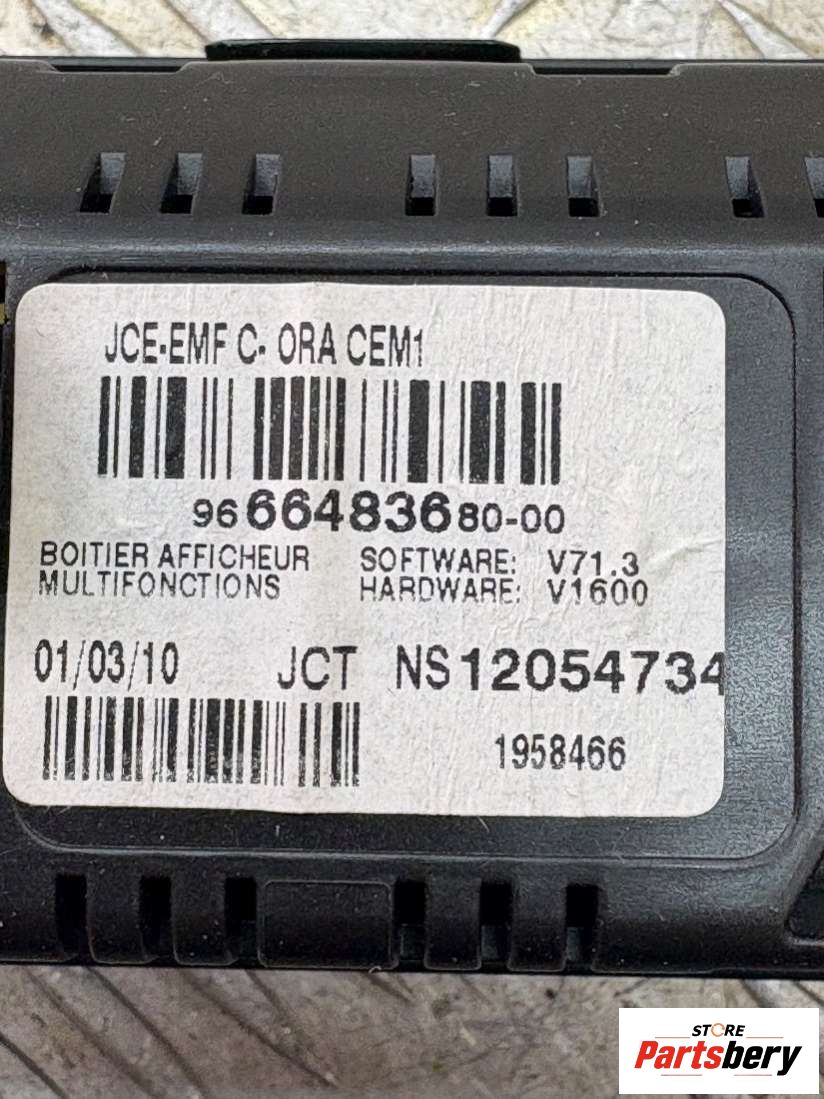 JCE-EMF C- ORA CEM1
9666483680-00
BOITIER AFFICHEUR SOFTWARE: V71.3
MULTIFONCTIONS HARDWARE: V1600
01/03/10 JCT NS12054734
1958466
STORE
Partsbery